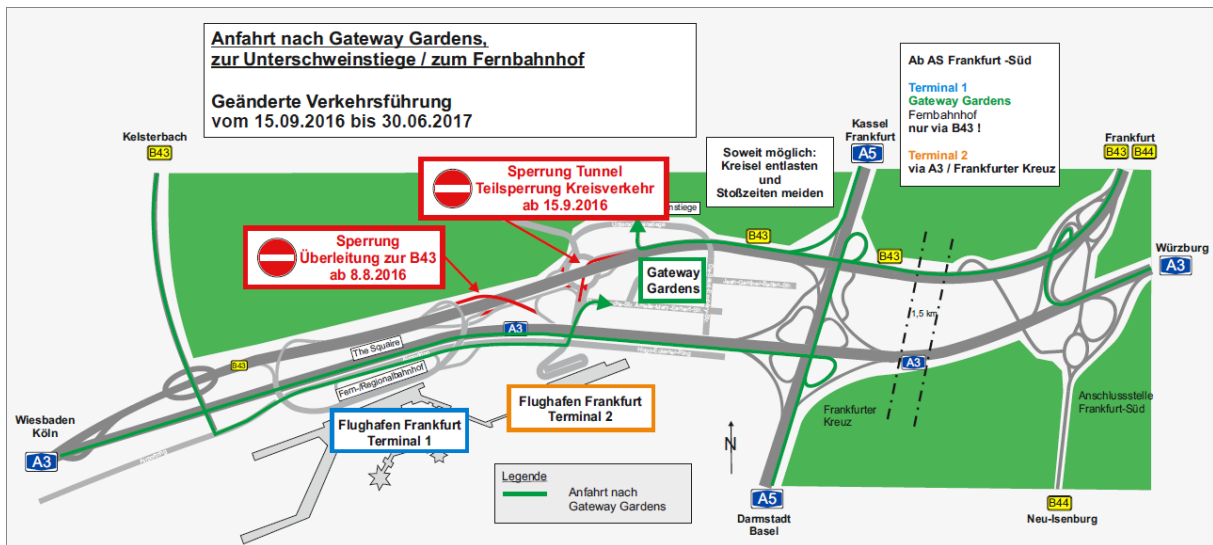 Anfahrt nach Gateway Gardens,
zur Unterschweinstiege / zum Fernbahnhof
Geänderte Verkehrsführung
vom 15.09.2016 bis 30.06.2017
Ab AS Frankfurt -Süd
Terminal 1
Gateway Gardens
Fernbahnhof
nur via B43 !
Terminal 2
via A3 / Frankfurter Kreuz
Kelsterbach
B43
Kassel
Frankfurt
A5
Frankfurt
B43 B44
Soweit möglich:
Kreisel entlasten
und
Stoßzeiten meiden
Sperrung Tunnel
Teilsperrung Kreisverkehr
ab 15.9.2016
nstiege
Sperrung
Überleitung zur B43
ab 8.8.2016
B43
B43
Würzburg
A3
Gateway
Gardens
1,5 km
A3
The Squaire
B43
A3
Fern-/Regionalbahnhof
Flughafen Frankfurt
Terminal 1
Flughafen Frankfurt
Terminal 2
Frankfurter
Kreuz
Anschlussstelle
Frankfurt-Süd
Wiesbaden
Köln
A3
N
Legende
Anfahrt nach
Gateway Gardens
A5
Darmstadt
Basel
B44
Neu-Isenburg